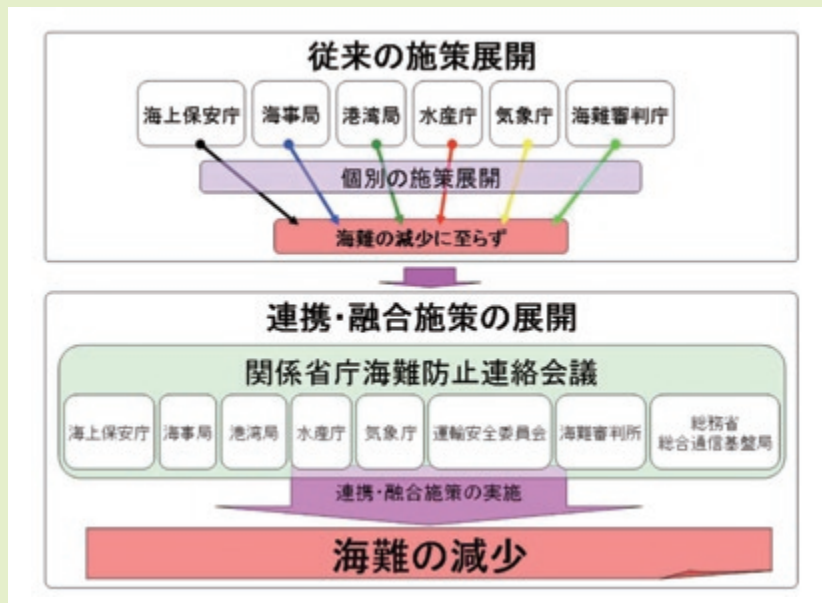 従来の施策展開
海上保安庁 海事局 港湾局 水産庁 気象庁 海難審判庁
個別の施策展開
海難の減少に至らず
連携・融合施策の展開
関係省庁海難防止連絡会議
海上保安庁 海事局 港湾局 水産庁 気象庁 運輸安全委員会 海難審判所 総務省
総合通信基盤局
連携・融合施策の実施
海難の減少